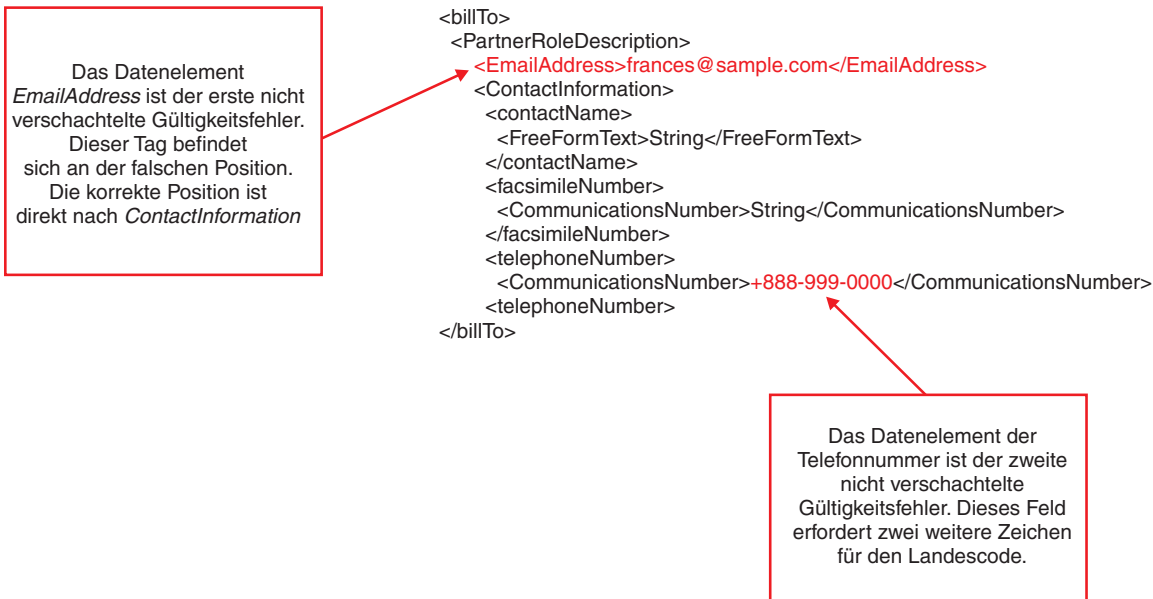 <billTo>
<PartnerRoleDescription>
<EmailAddress>frances@sample.com</EmailAddress>
<ContactInformation>
<contactName>
<FreeFormText>String</FreeFormText>
</contactName>
<facsimileNumber>
<CommunicationsNumber>String</CommunicationsNumber>
</facsimileNumber>
<telephoneNumber>
<CommunicationsNumber>+888-999-0000</CommunicationsNumber>
<telephoneNumber>
</billTo>
Das Datenelement
EmailAddress ist der erste nicht
verschachtelte Gültigkeitsfehler.
Dieser Tag befindet
sich an der falschen Position.
Die korrekte Position ist
direkt nach ContactInformation
Das Datenelement der
Telefonnummer ist der zweite
nicht verschachtelte
Gültigkeitsfehler. Dieses Feld
erfordert zwei weitere Zeichen
für den Landescode.